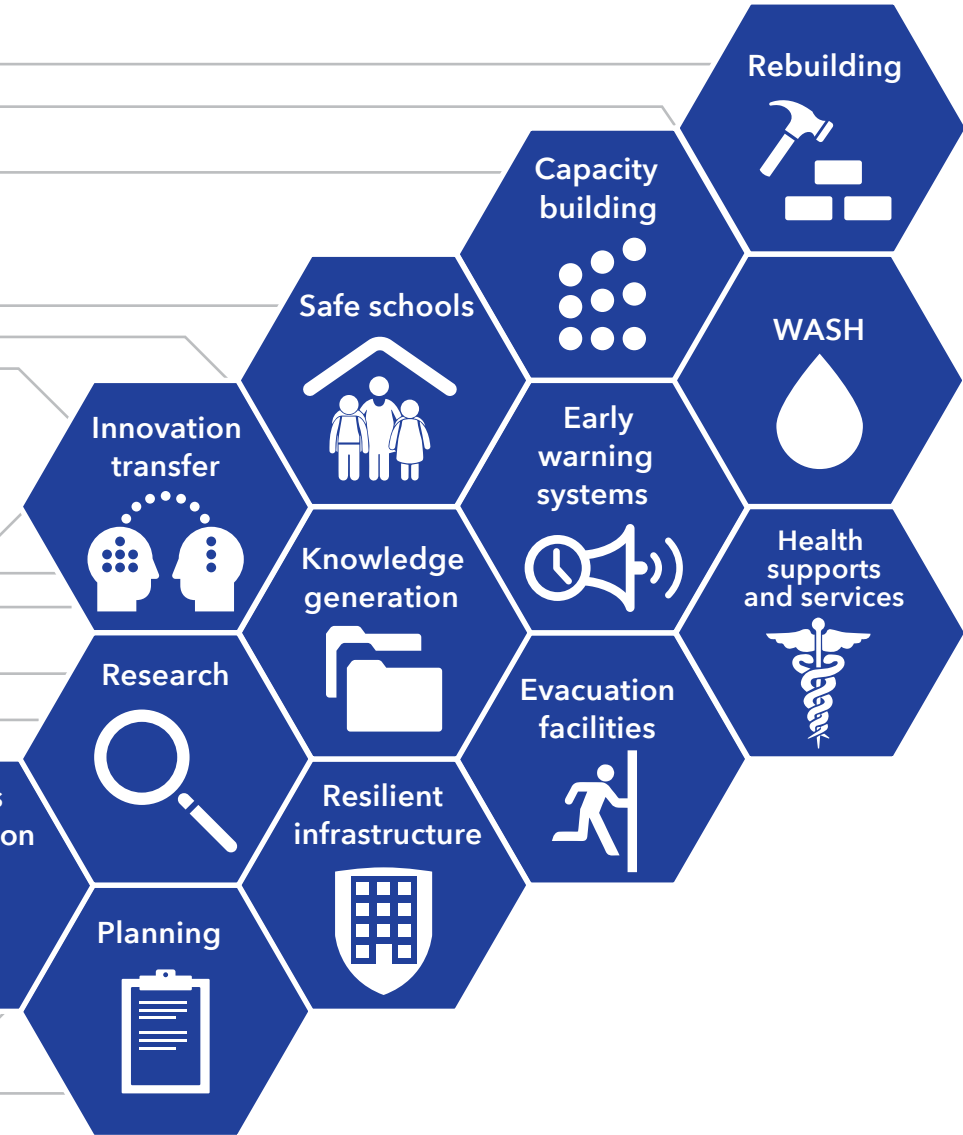 Rebuilding
Capacity
building
Safe schools
WASH
Innovation
transfer
Early
warning
systems
Knowledge
generation
Health
supports
and services
Research
Evacuation
facilities
Resilient
infrastructure
Planning